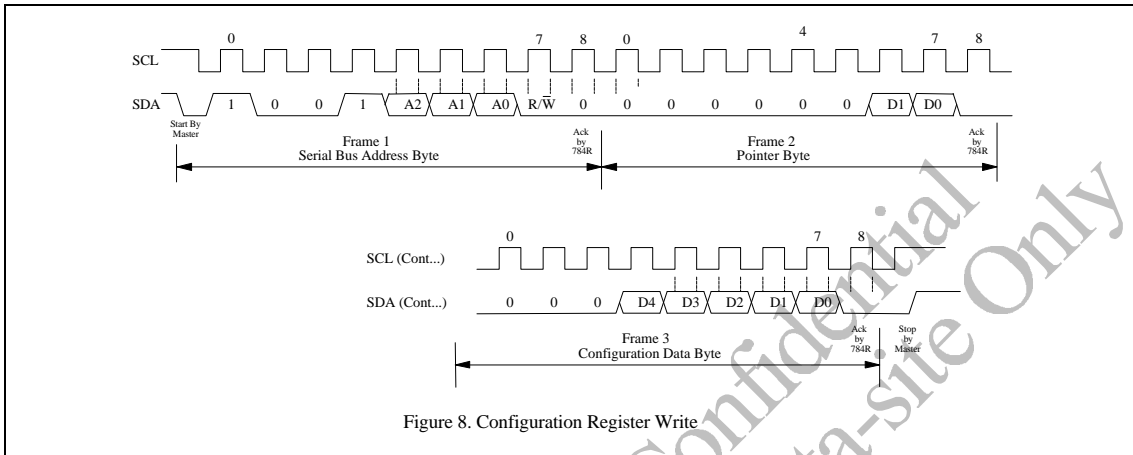 0 7 8 0 4 7 8
SCL
SDA 1 0 0 1 A2 A1 A0 R/W̅ 0 0 0 0 0 0 0 D1 D0
Start By
Master
Frame 1
Serial Bus Address Byte
Ack
by
784R
Frame 2
Pointer Byte
Ack
by
784R
0 7 8
SCL (Cont...)
SDA (Cont...) 0 0 0 D4 D3 D2 D1 D0
Frame 3
Configuration Data Byte
Ack
by
784R
Stop
by
Master
Figure 8. Configuration Register Write
Confidential
ta-site Only